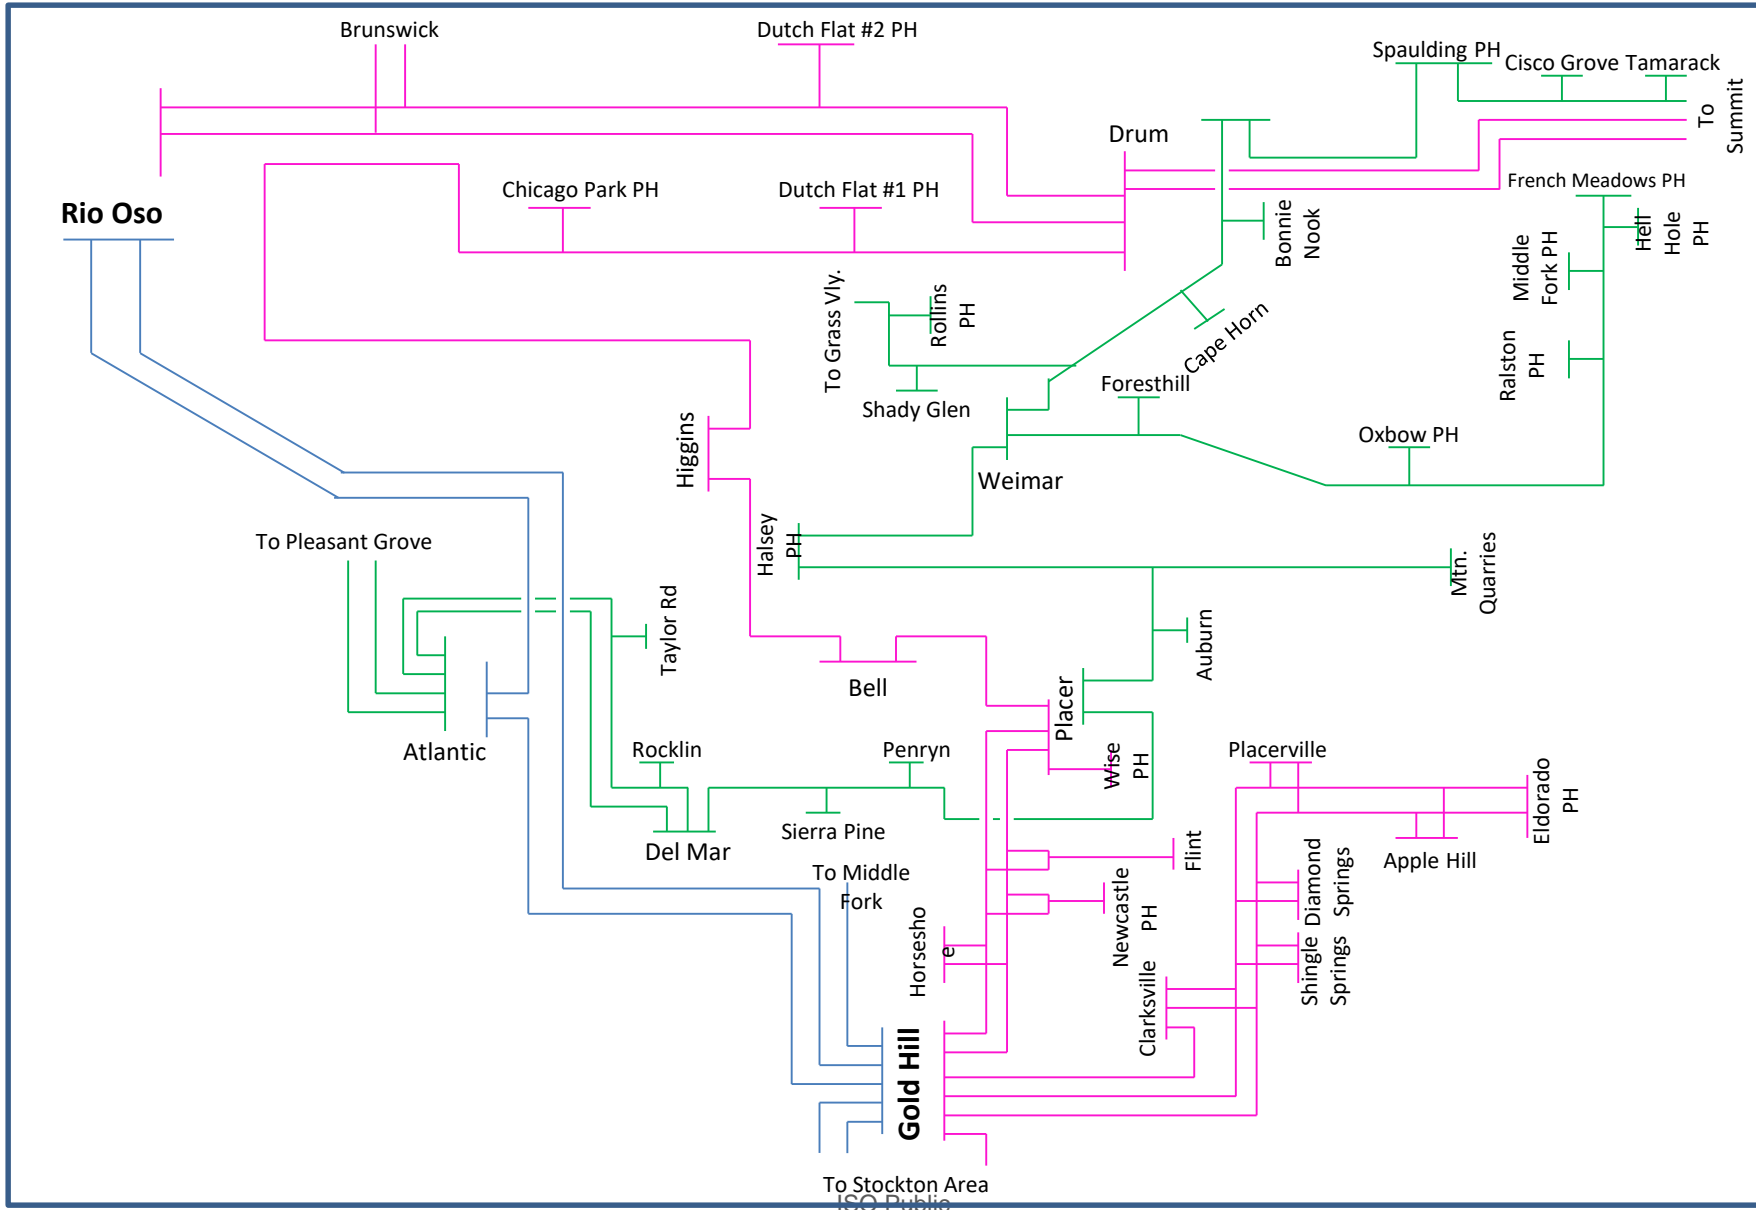 Brunswick
Dutch Flat #2 PH
Spaulding PH
Cisco Grove Tamarack
To
Summit
Drum
Chicago Park PH
Dutch Flat #1 PH
French Meadows PH
Rio Oso
Bonnie
Nook
Hell
Hole
PH
Middle
Fork PH
To Grass Vly.
Rollins
PH
Cape Horn
Ralston
PH
Foresthill
Shady Glen
Higgins
Oxbow PH
Weimar
Halsey
PH
To Pleasant Grove
Mtn.
Quarries
Taylor Rd
Auburn
Bell
Placer
Atlantic
Rocklin
Penryn
Wise
PH
Placerville
Eldorado
PH
Sierra Pine
Del Mar
Flint
Apple Hill
To Middle
Fork
Diamond
Springs
Newcastle
PH
Horsesho
e
Shingle
Springs
Clarksville
Gold Hill
To Stockton Area
ISO Public